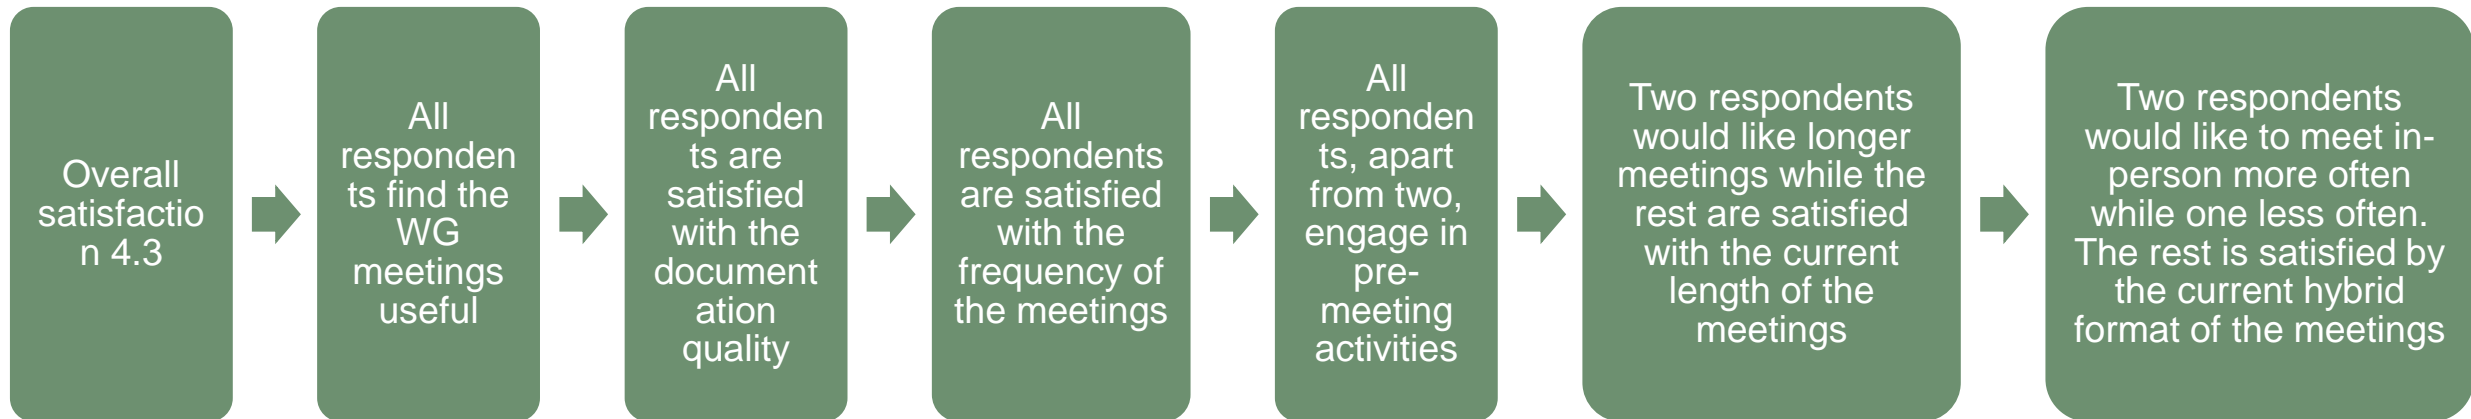 Overall
satisfactio
n 4.3
All
responden
ts find the
WG
meetings
useful
All
responden
ts are
satisfied
with the
document
ation
quality
All
respondents
are satisfied
with the
frequency of
the meetings
All
responden
ts, apart
from two,
engage in
pre-
meeting
activities
Two respondents
would like longer
meetings while the
rest are satisfied
with the current
length of the
meetings
Two respondents
would like to meet in-
person more often
while one less often.
The rest is satisfied by
the current hybrid
format of the meetings